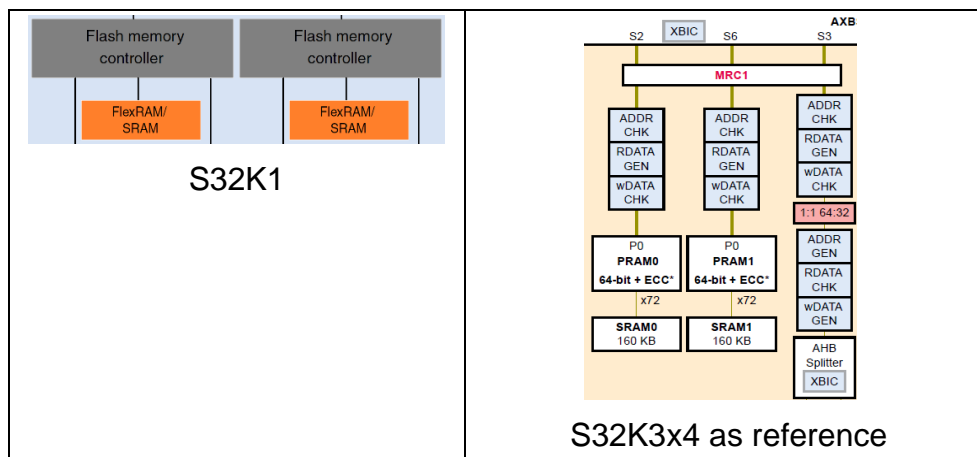 Flash memory
controller
Flash memory
controller
FlexRAM/
SRAM
FlexRAM/
SRAM
S32K1
AXB
S2
XBIC
S6
S3
MRC1
ADDR
CHK
RDATA
GEN
wDATA
CHK
ADDR
CHK
RDATA
GEN
wDATA
CHK
ADDR
CHK
RDATA
GEN
wDATA
CHK
1:1 64:32
ADDR
GEN
RDATA
CHK
wDATA
GEN
P0
PRAM0
64-bit + ECC*
P0
PRAM1
64-bit + ECC*
x72
x72
SRAM0
160 KB
SRAM1
160 KB
AHB
Splitter
XBIC
S32K3x4 as reference